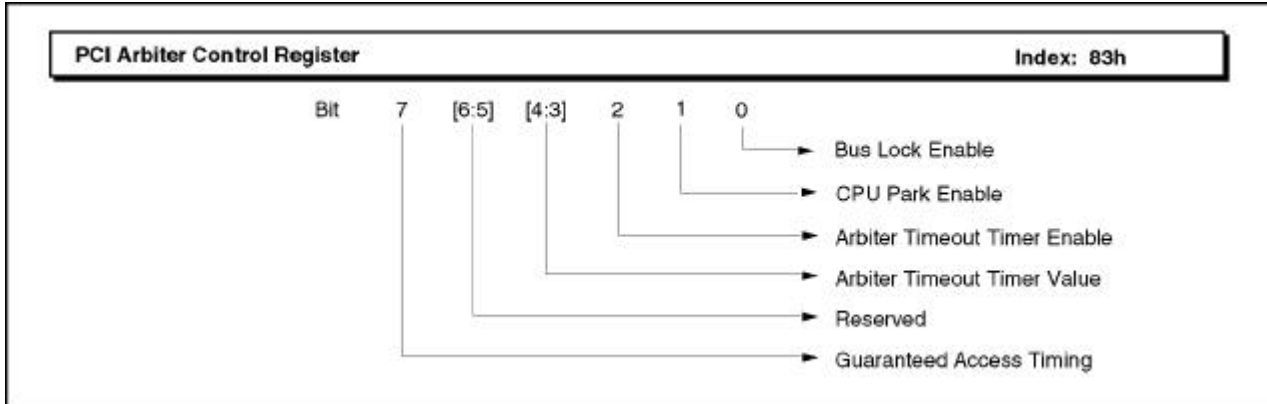 PCI Arbiter Control Register Index: 83h
Bit 7 [6:5] [4:3] 2 1 0
Bus Lock Enable
CPU Park Enable
Arbiter Timeout Timer Enable
Arbiter Timeout Timer Value
Reserved
Guaranteed Access Timing